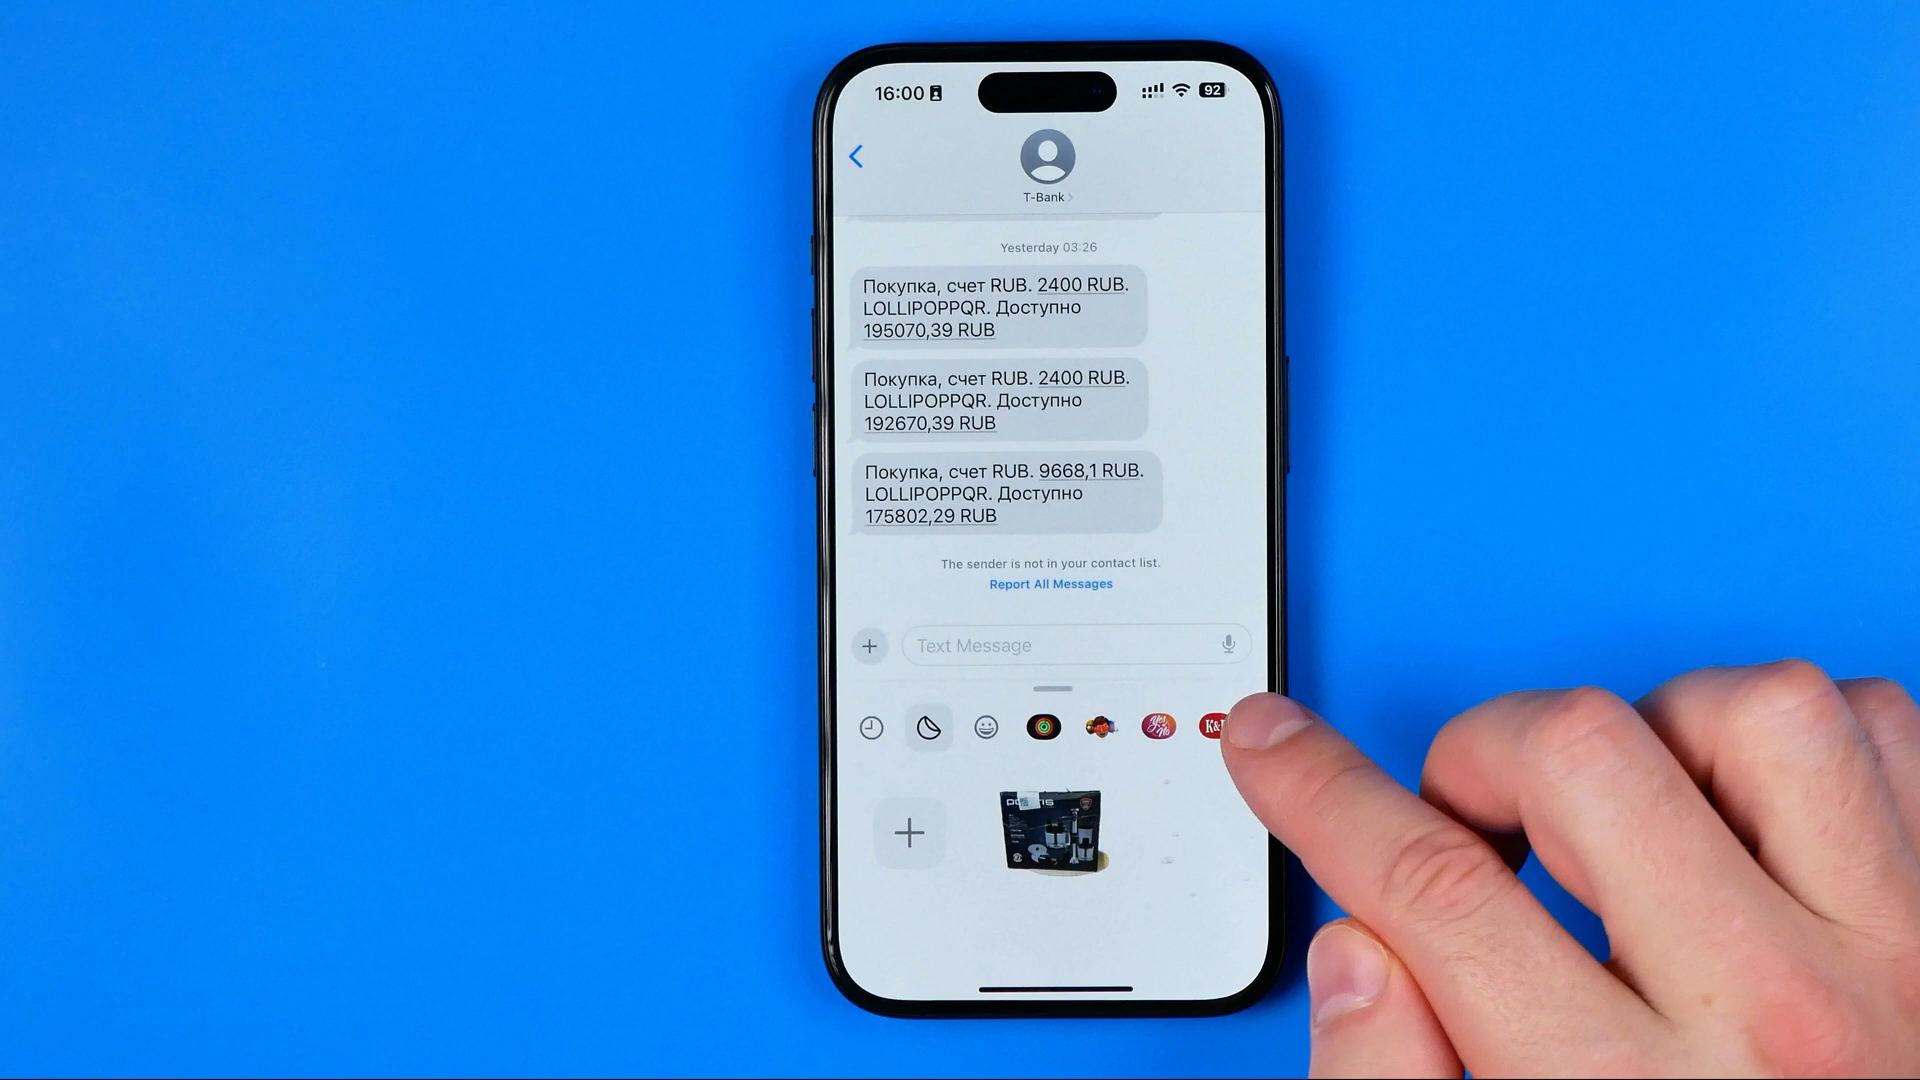 16:00
92
T-Bank
Yesterday 03:26
Покупка, счет RUB. 2400 RUB.
LOLLIPOPPQR. Доступно
195070,39 RUB
Покупка, счет RUB. 2400 RUB.
LOLLIPOPPQR. Доступно
192670,39 RUB
Покупка, счет RUB. 9668,1 RUB.
LOLLIPOPPQR. Доступно
175802,29 RUB
The sender is not in your contact list.
Report All Messages
Text Message
Yes No